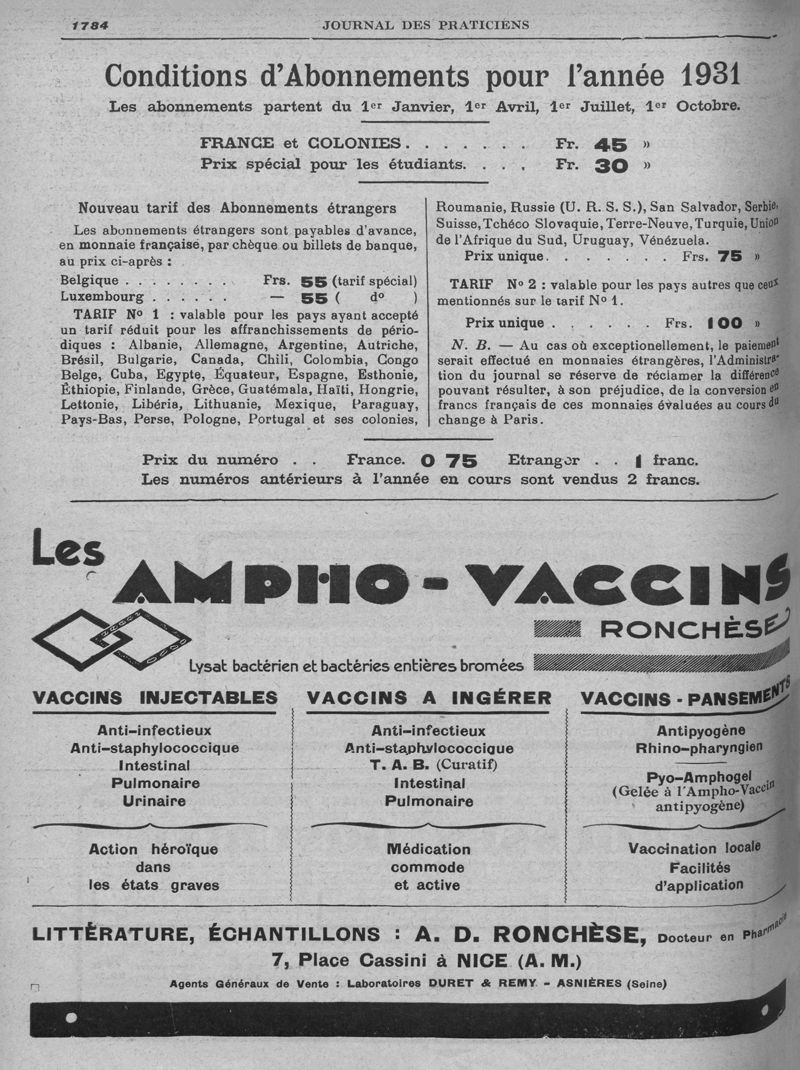 1784
JOURNAL DES PRATICIENS
Conditions d'Abonnements pour l'année 1931
Les abonnements partent du 1er Janvier, 1er Avril, 1er Juillet, 1er Octobre.
FRANCE et COLONIES. . . . . . . Fr. 45 »
Prix spécial pour les étudiants. . . . Fr. 30 »
Nouveau tarif des Abonnements étrangers
Les abonnements étrangers sont payables d'avance,
en monnaie française, par chèque ou billets de banque,
au prix ci-après :
Belgique . . . . . . . . Frs. 55 (tarif spécial)
Luxembourg . . . . . . — 55 ( do )
TARIF No 1 : valable pour les pays ayant accepté
un tarif réduit pour les affranchissements de pério-
diques : Albanie, Allemagne, Argentine, Autriche,
Brésil, Bulgarie, Canada, Chili, Colombia, Congo
Belge, Cuba, Egypte, Équateur, Espagne, Esthonie,
Éthiopie, Finlande, Grèce, Guatémala, Haïti, Hongrie,
Lettonie, Libéria, Lithuanie, Mexique, Paraguay,
Pays-Bas, Perse, Pologne, Portugal et ses colonies,
Roumanie, Russie (U. R. S. S.), San Salvador, Serbie,
Suisse, Tchéco Slovaquie, Terre-Neuve, Turquie, Union
de l'Afrique du Sud, Uruguay, Vénézuela.
Prix unique. . . . . . . Frs. 75 »
TARIF No 2 : valable pour les pays autres que ceux
mentionnés sur le tarif No 1.
Prix unique . . . . . . Frs. 100 »
N. B. — Au cas où exceptionellement, le paiement
serait effectué en monnaies étrangères, l'Administra-
tion du journal se réserve de réclamer la différence
pouvant résulter, à son préjudice, de la conversion en
francs français de ces monnaies évaluées au cours du
change à Paris.
Prix du numéro . . France. 0 75 Etranger . . 1 franc.
Les numéros antérieurs à l'année en cours sont vendus 2 francs.
Les
AMPHO-VACCINS
RONCHÈSE
Lysat bactérien et bactéries entières bromées
VACCINS INJECTABLES
Anti-infectieux
Anti-staphylococcique
Intestinal
Pulmonaire
Urinaire
Action héroïque
dans
les états graves
VACCINS A INGÉRER
Anti-infectieux
Anti-staphylococcique
T. A. B. (Curatif)
Intestinal
Pulmonaire
Médication
commode
et active
VACCINS - PANSEMENTS
Antipyogène
Rhino-pharyngien
Pyo-Amphogel
(Gelée à l'Ampho-Vaccin
antipyogène)
Vaccination locale
Facilités
d'application
LITTÉRATURE, ÉCHANTILLONS : A. D. RONCHÈSE, Docteur en Pharmacie
7, Place Cassini à NICE (A. M.)
Agents Généraux de Vente : Laboratoires DURET & REMY - ASNIÈRES (Seine)